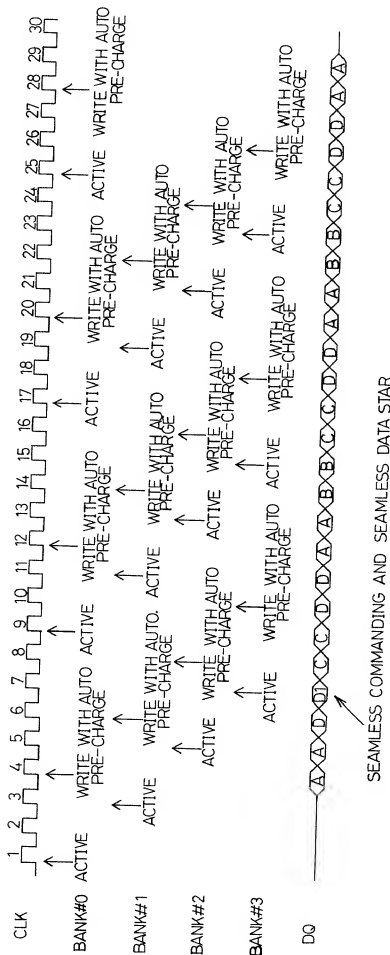 CLK 1 2 3 4 5 6 7 8 9 10 11 12 13 14 15 16 17 18 19 20 21 22 23 24 25 26 27 28 29 30
BANK#0 ACTIVE WRITE WITH AUTO ACTIVE WRITE WITH AUTO ACTIVE WRITE WITH AUTO ACTIVE WRITE WITH AUTO
PRE-CHARGE PRE-CHARGE PRE-CHARGE PRE-CHARGE
BANK#1 ACTIVE WRITE WITH AUTO. ACTIVE WRITE WITH AUTO ACTIVE WRITE WITH AUTO
PRE-CHARGE PRE-CHARGE PRE-CHARGE
BANK#2 ACTIVE WRITE WITH AUTO ACTIVE WRITE WITH AUTO ACTIVE WRITE WITH AUTO
PRE-CHARGE PRE-CHARGE PRE-CHARGE
BANK#3 ACTIVE WRITE WITH AUTO ACTIVE WRITE WITH AUTO ACTIVE WRITE WITH AUTO
PRE-CHARGE PRE-CHARGE PRE-CHARGE
DQ A A D D1 C C D D A A B B C C D D A A B B C C D D A A
SEAMLESS COMMANDING AND SEAMLESS DATA STAR